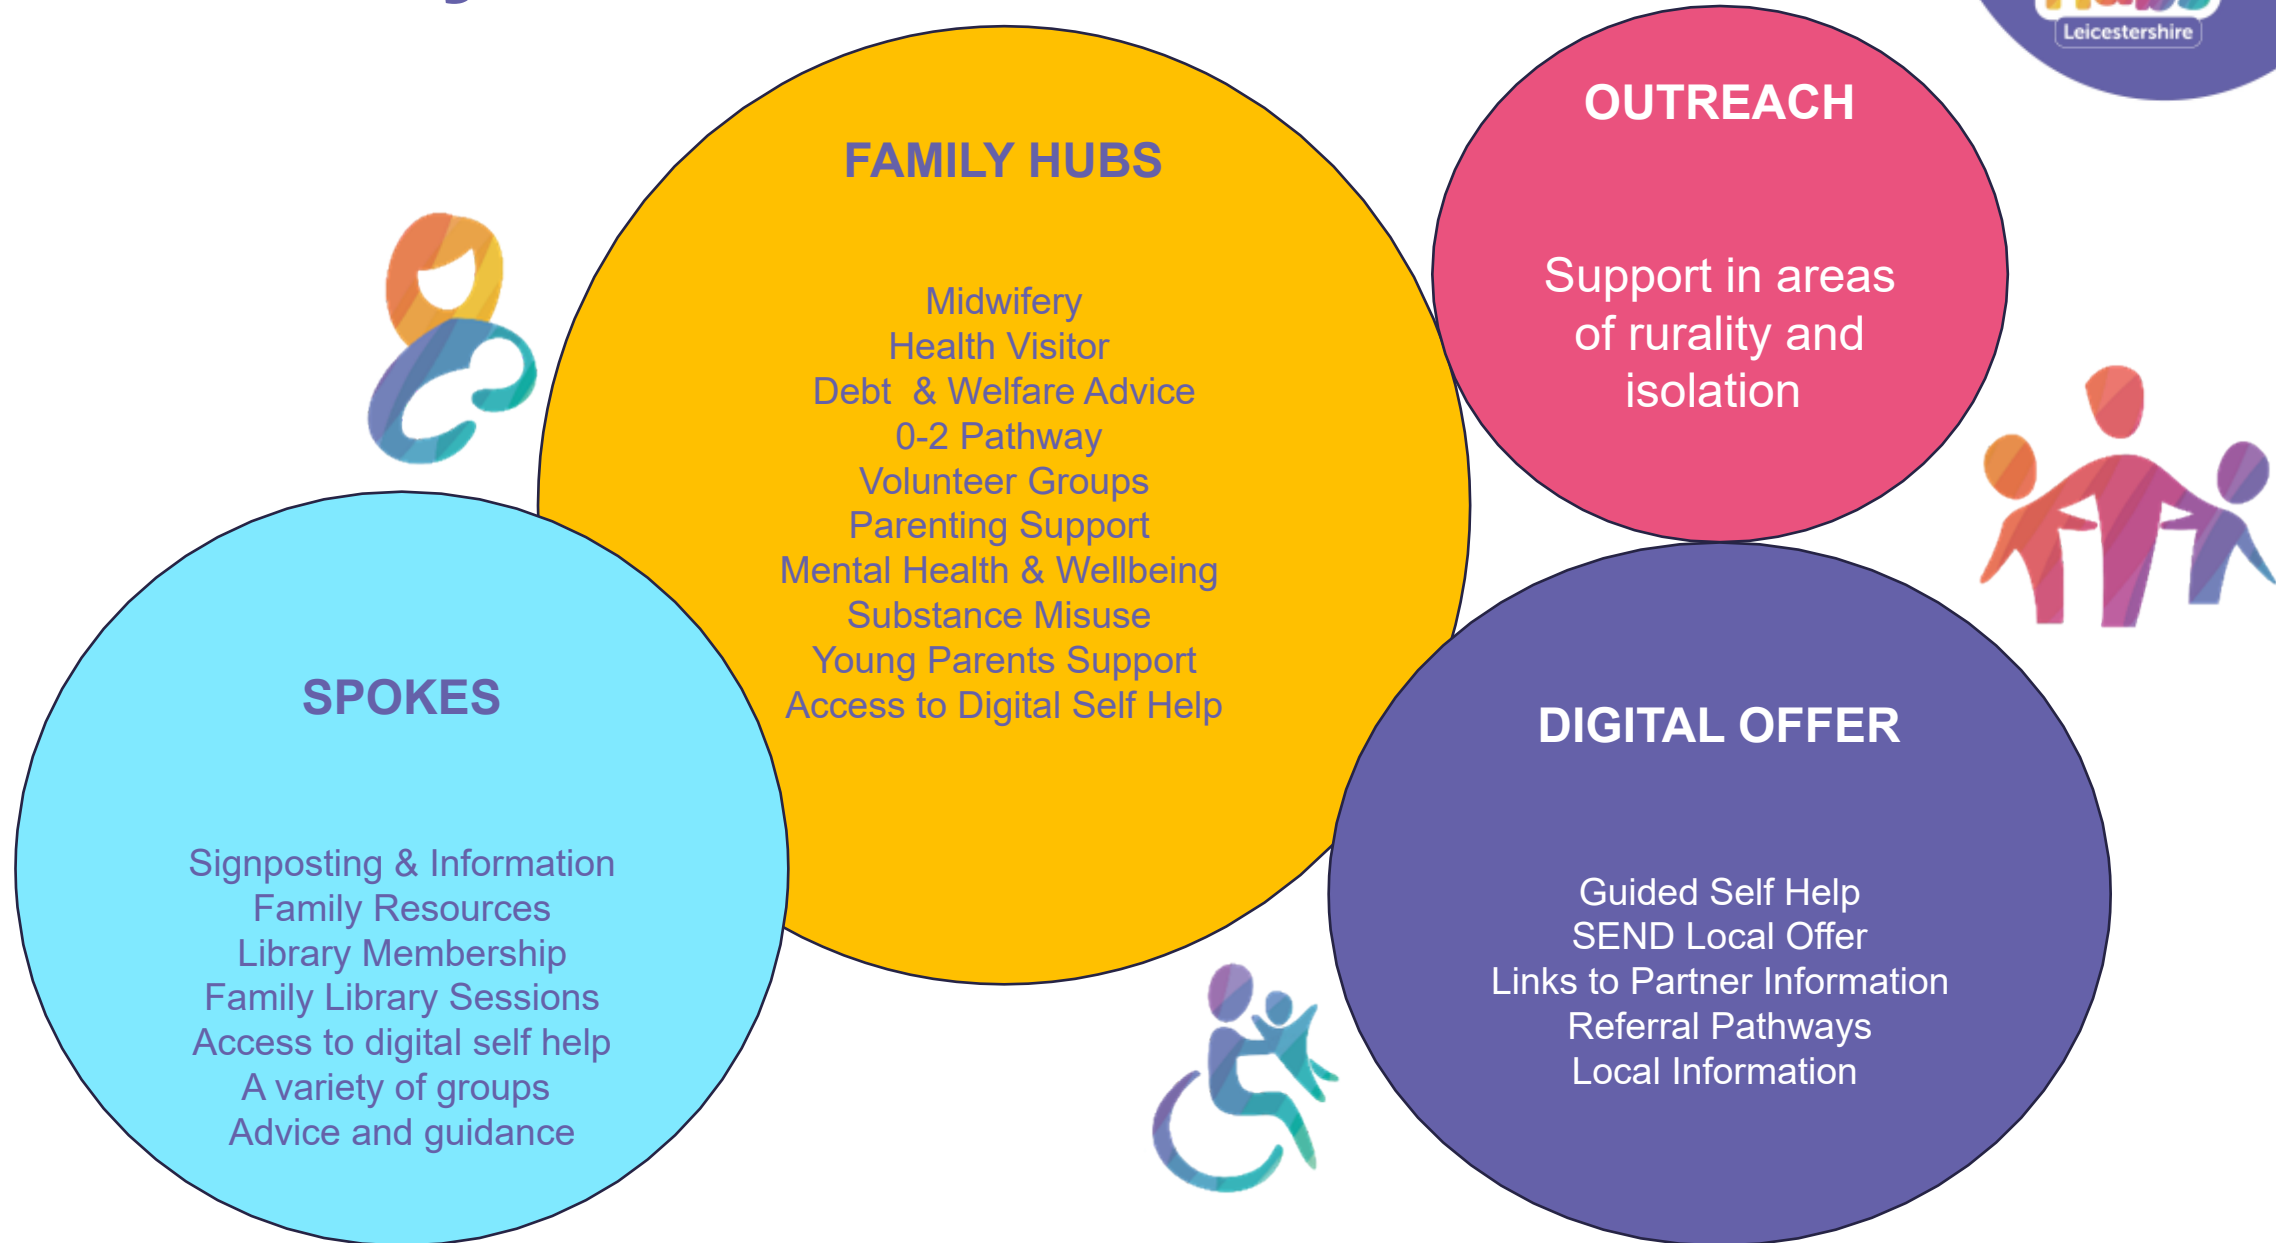 Leicestershire
FAMILY HUBS
Midwifery
Health Visitor
Debt  & Welfare Advice
0-2 Pathway
Volunteer Groups
Parenting Support
Mental Health & Wellbeing
Substance Misuse
Young Parents Support
Access to Digital Self Help
OUTREACH
Support in areas
of rurality and
isolation
SPOKES
Signposting & Information
Family Resources
Library Membership
Family Library Sessions
Access to digital self help
A variety of groups
Advice and guidance
DIGITAL OFFER
Guided Self Help
SEND Local Offer
Links to Partner Information
Referral Pathways
Local Information